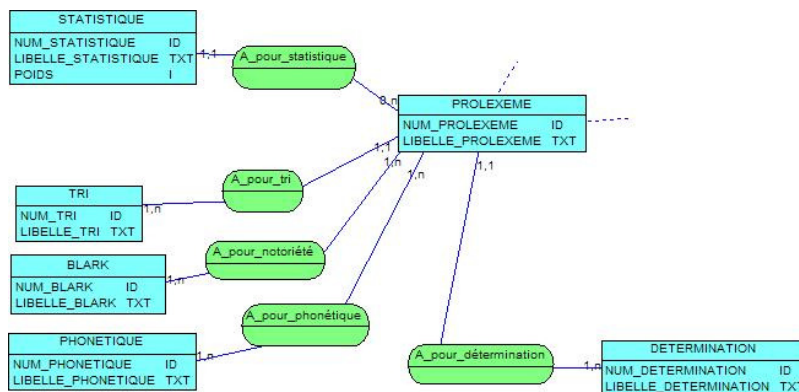 STATISTIQUE
NUM_STATISTIQUE ID
LIBELLE_STATISTIQUE TXT
POIDS I
1,1
A_pour_statistique
0,n
PROLEXEME
NUM_PROLEXEME ID
LIBELLE_PROLEXEME TXT
1,1
1,n
1,n
1,1
A_pour_tri
TRI
NUM_TRI ID
LIBELLE_TRI TXT
1,n
A_pour_notoriété
BLARK
NUM_BLARK ID
LIBELLE_BLARK TXT
1,n
A_pour_phonétique
PHONETIQUE
NUM_PHONETIQUE ID
LIBELLE_PHONETIQUE TXT
1,n
A_pour_détermination
1,n
DETERMINATION
NUM_DETERMINATION ID
LIBELLE_DETERMINATION TXT